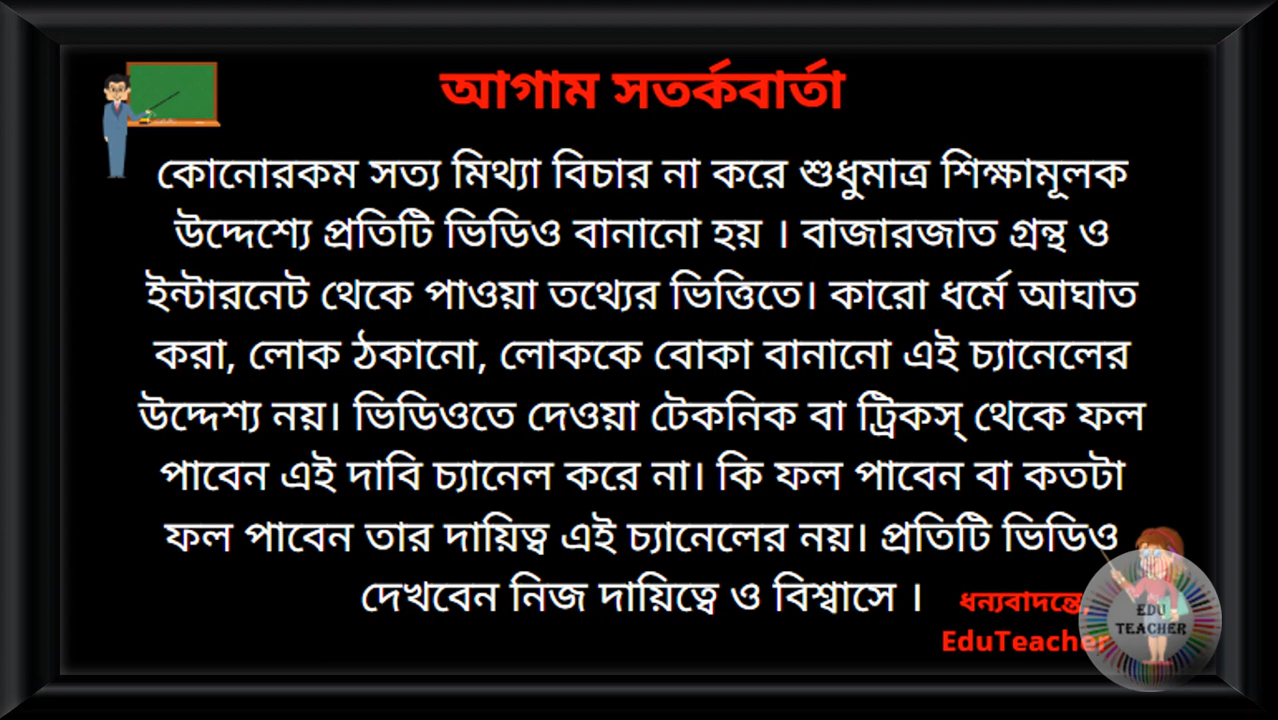 আগাম সতর্কবার্তা
কোনোরকম সত্য মিথ্যা বিচার না করে শুধুমাত্র শিক্ষামূলক
উদ্দেশ্যে প্রতিটি ভিডিও বানানো হয় । বাজারজাত গ্রন্থ ও
ইন্টারনেট থেকে পাওয়া তথ্যের ভিত্তিতে। কারো ধর্মে আঘাত
করা, লোক ঠকানো, লোককে বোকা বানানো এই চ্যানেলের
উদ্দেশ্য নয়। ভিডিওতে দেওয়া টেকনিক বা ট্রিকস্ থেকে ফল
পাবেন এই দাবি চ্যানেল করে না। কি ফল পাবেন বা কতটা
ফল পাবেন তার দায়িত্ব এই চ্যানেলের নয়। প্রতিটি ভিডিও
দেখবেন নিজ দায়িত্বে ও বিশ্বাসে ।
ধন্যবাদন্তে,
EduTeacher
EDU
TEACHER